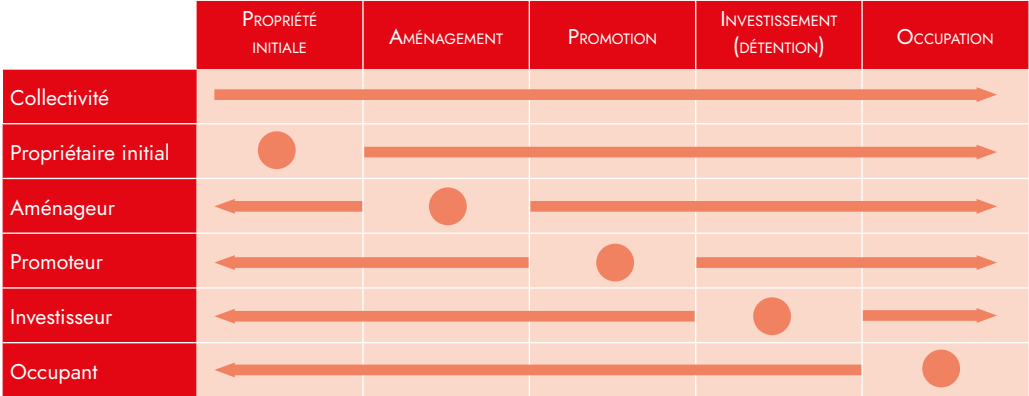 Propriété
initiale
Aménagement
Promotion
Investissement
(détention)
Occupation
Collectivité
Propriétaire initial
Aménageur
Promoteur
Investisseur
Occupant